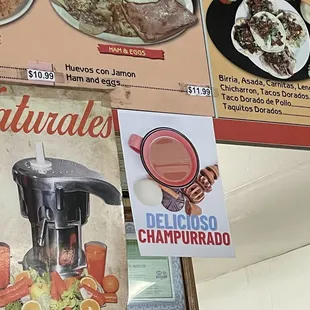 HAM & EGGS
$10.99
Huevos con Jamon
Ham and eggs
$11.99
Birria, Asada, Carnitas, Len
Chicharron, Tacos Dorados
Taco Dorado de Pollo
Taquitos Dorados
aturales
DELICIOSO
CHAMPURRADO